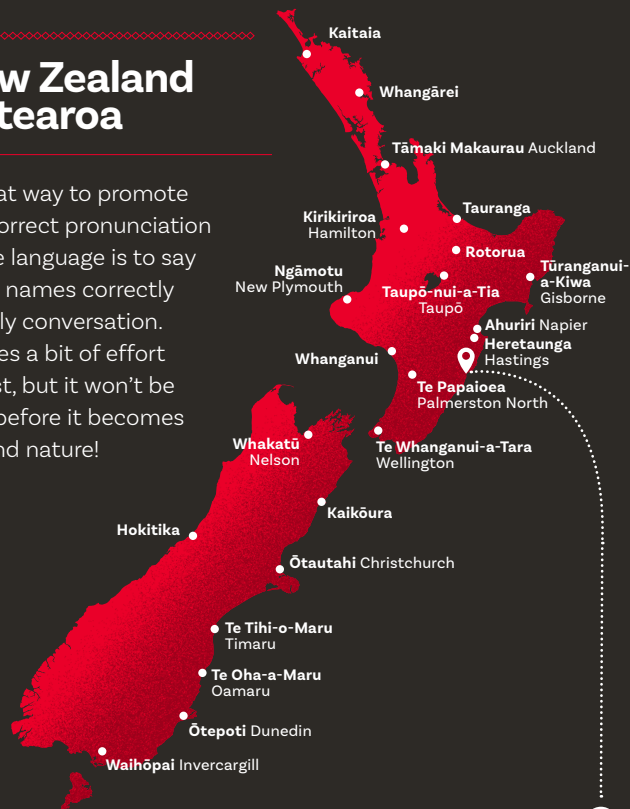 w Zealand
tearoa
at way to promote
orrect pronunciation
e language is to say
names correctly
ly conversation.
es a bit of effort
st, but it won't be
before it becomes
nd nature!
Kaitaia
Whangārei
Tāmaki Makaurau Auckland
Kirikiriroa
Hamilton
Tauranga
Rotorua
Tūranganui-
a-Kiwa
Gisborne
Ngāmotu
New Plymouth
Taupō-nui-a-Tia
Taupō
Ahuriri Napier
Heretaunga
Hastings
Whanganui
Te Papaioea
Palmerston North
Te Whanganui-a-Tara
Wellington
Whakatū
Nelson
Kaikōura
Hokitika
Ōtautahi Christchurch
Te Tihi-o-Maru
Timaru
Te Oha-a-Maru
Oamaru
Ōtepoti Dunedin
Waihōpai Invercargill